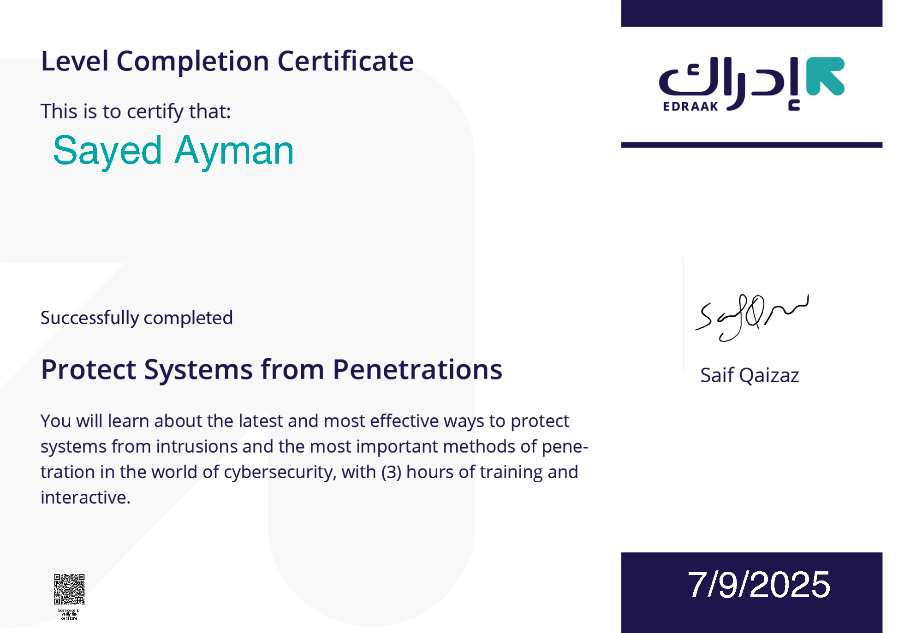 Level Completion Certificate
This is to certify that:
Sayed Ayman
Successfully completed
Protect Systems from Penetrations
You will learn about the latest and most effective ways to protect
systems from intrusions and the most important methods of pene-
tration in the world of cybersecurity, with (3) hours of training and
interactive.
إدراك
EDRAAK
Saif Qaizaz
7/9/2025